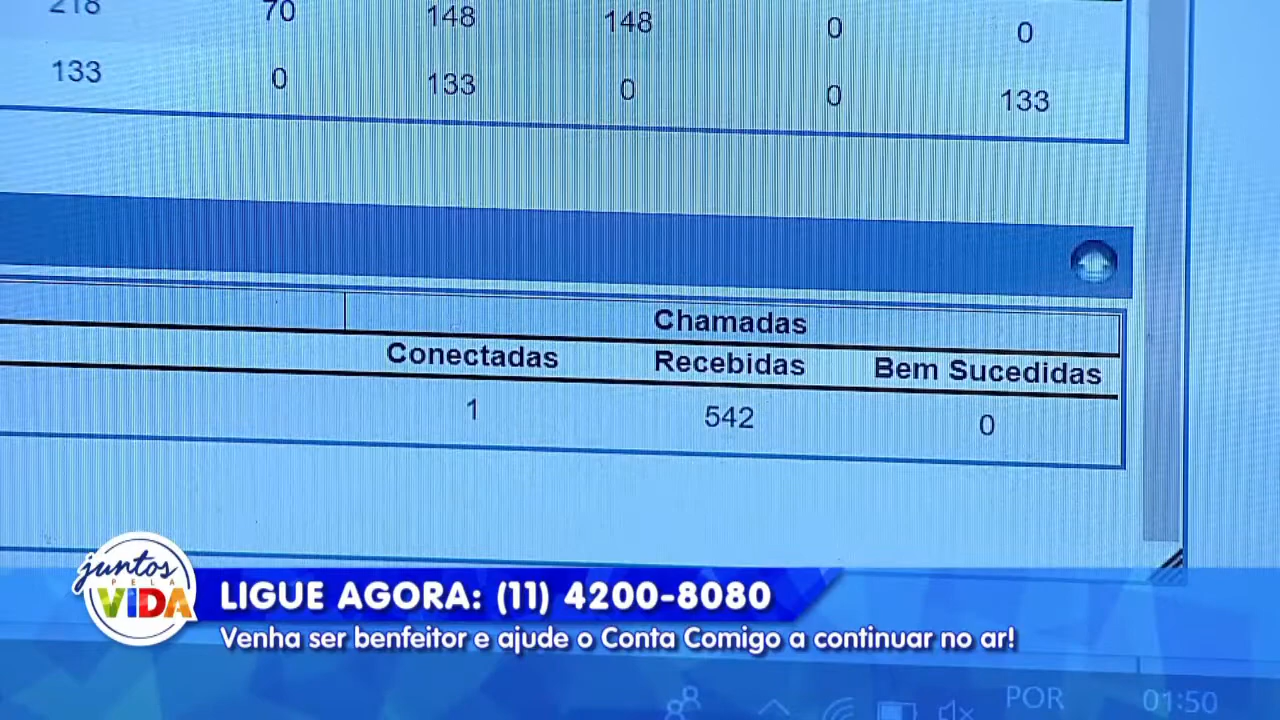 218 70 148 148 0 0
133 0 133 0 0 133
Chamadas
Conectadas Recebidas Bem Sucedidas
1 542 0
juntos
PELA
VIDA
LIGUE AGORA: (11) 4200-8080
Venha ser benfeitor e ajude o Conta Comigo a continuar no ar!
POR 01:50